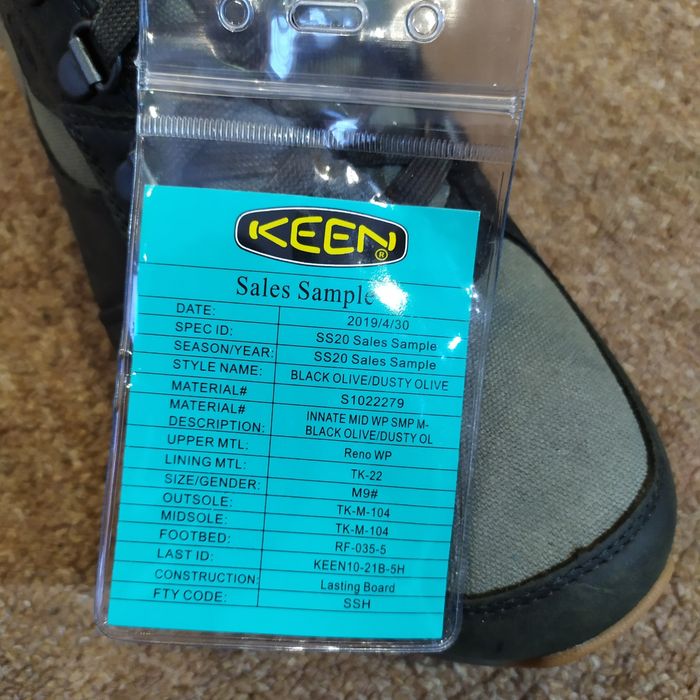 KEEN
®
Sales Sample
DATE: 2019/4/30
SPEC ID: SS20 Sales Sample
SEASON/YEAR: SS20 Sales Sample
STYLE NAME: BLACK OLIVE/DUSTY OLIVE
MATERIAL# S1022279
MATERIAL# INNATE MID WP SMP M-
DESCRIPTION: BLACK OLIVE/DUSTY OL
UPPER MTL: Reno WP
LINING MTL: TK-22
SIZE/GENDER: M9#
OUTSOLE: TK-M-104
MIDSOLE: TK-M-104
FOOTBED: RF-035-5
LAST ID: KEEN10-21B-5H
CONSTRUCTION: Lasting Board
FTY CODE: SSH